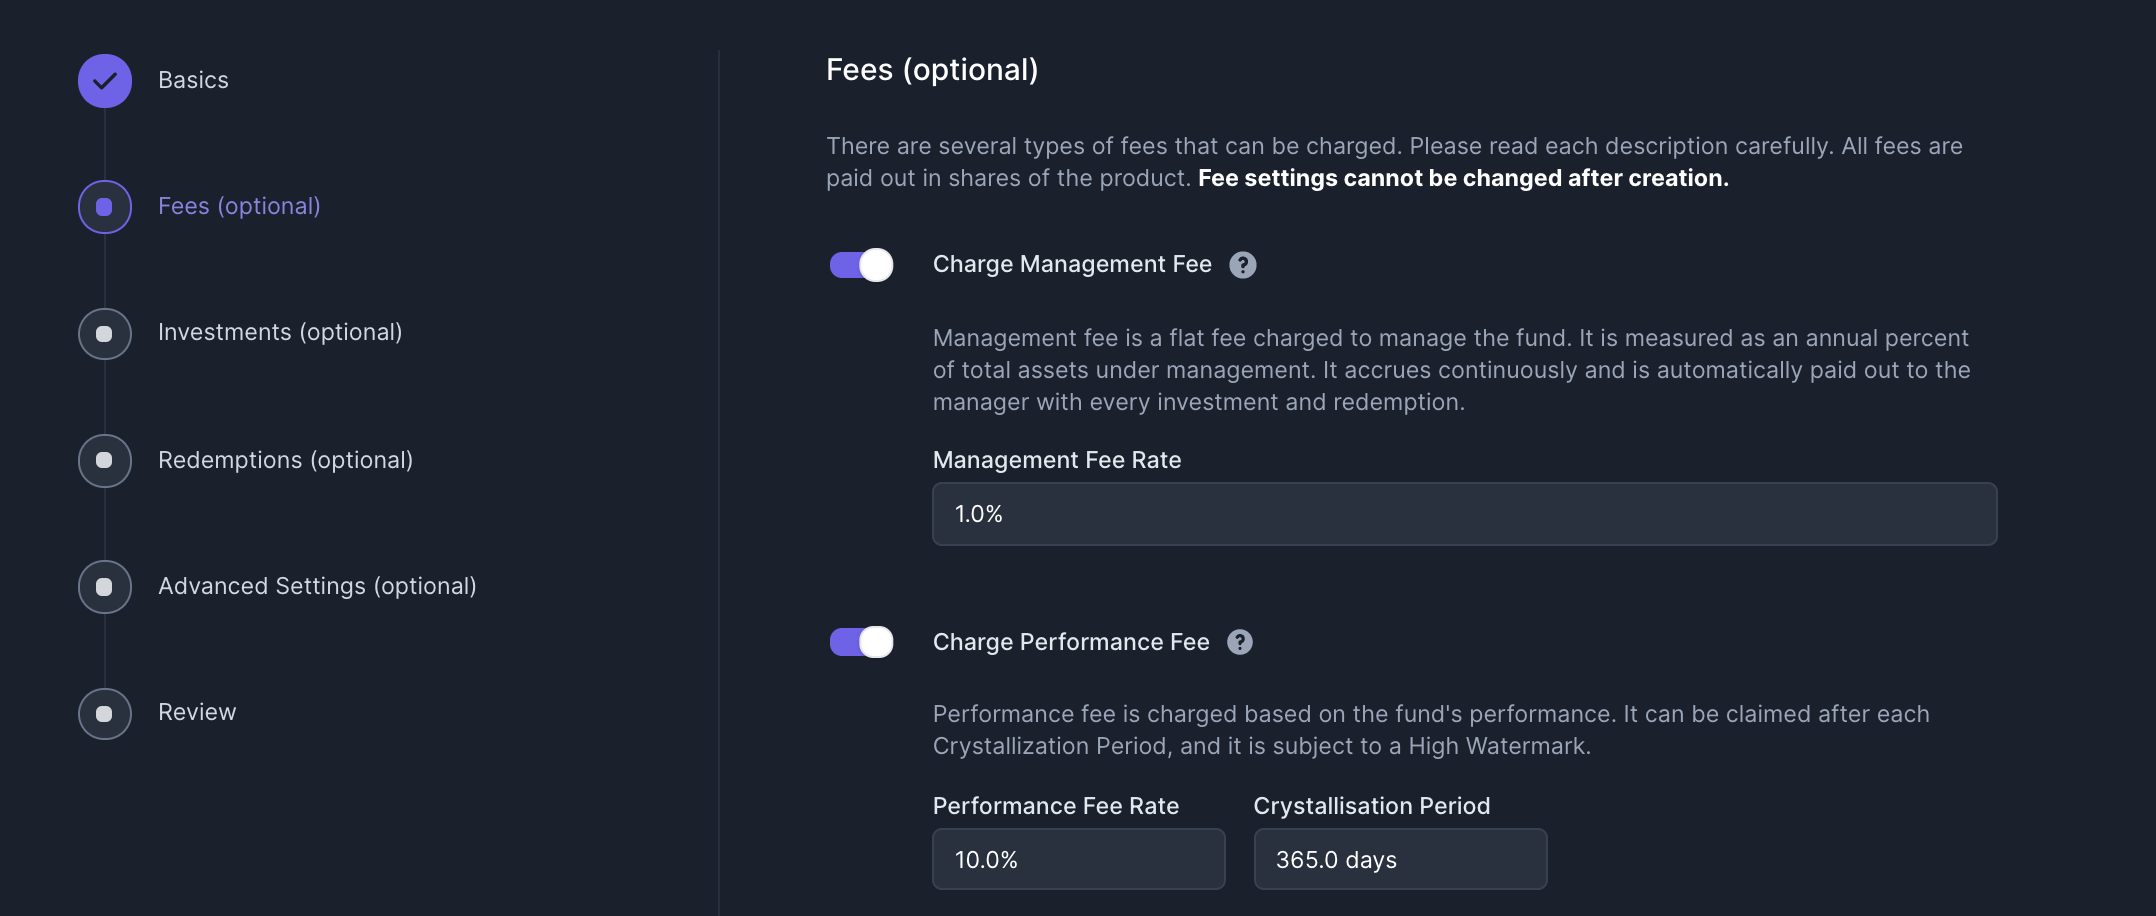 Basics
Fees (optional)
Investments (optional)
Redemptions (optional)
Advanced Settings (optional)
Review
Fees (optional)
There are several types of fees that can be charged. Please read each description carefully. All fees are
paid out in shares of the product. Fee settings cannot be changed after creation.
Charge Management Fee ?
Management fee is a flat fee charged to manage the fund. It is measured as an annual percent
of total assets under management. It accrues continuously and is automatically paid out to the
manager with every investment and redemption.
Management Fee Rate
1.0%
Charge Performance Fee ?
Performance fee is charged based on the fund's performance. It can be claimed after each
Crystallization Period, and it is subject to a High Watermark.
Performance Fee Rate
Crystallisation Period
10.0%
365.0 days